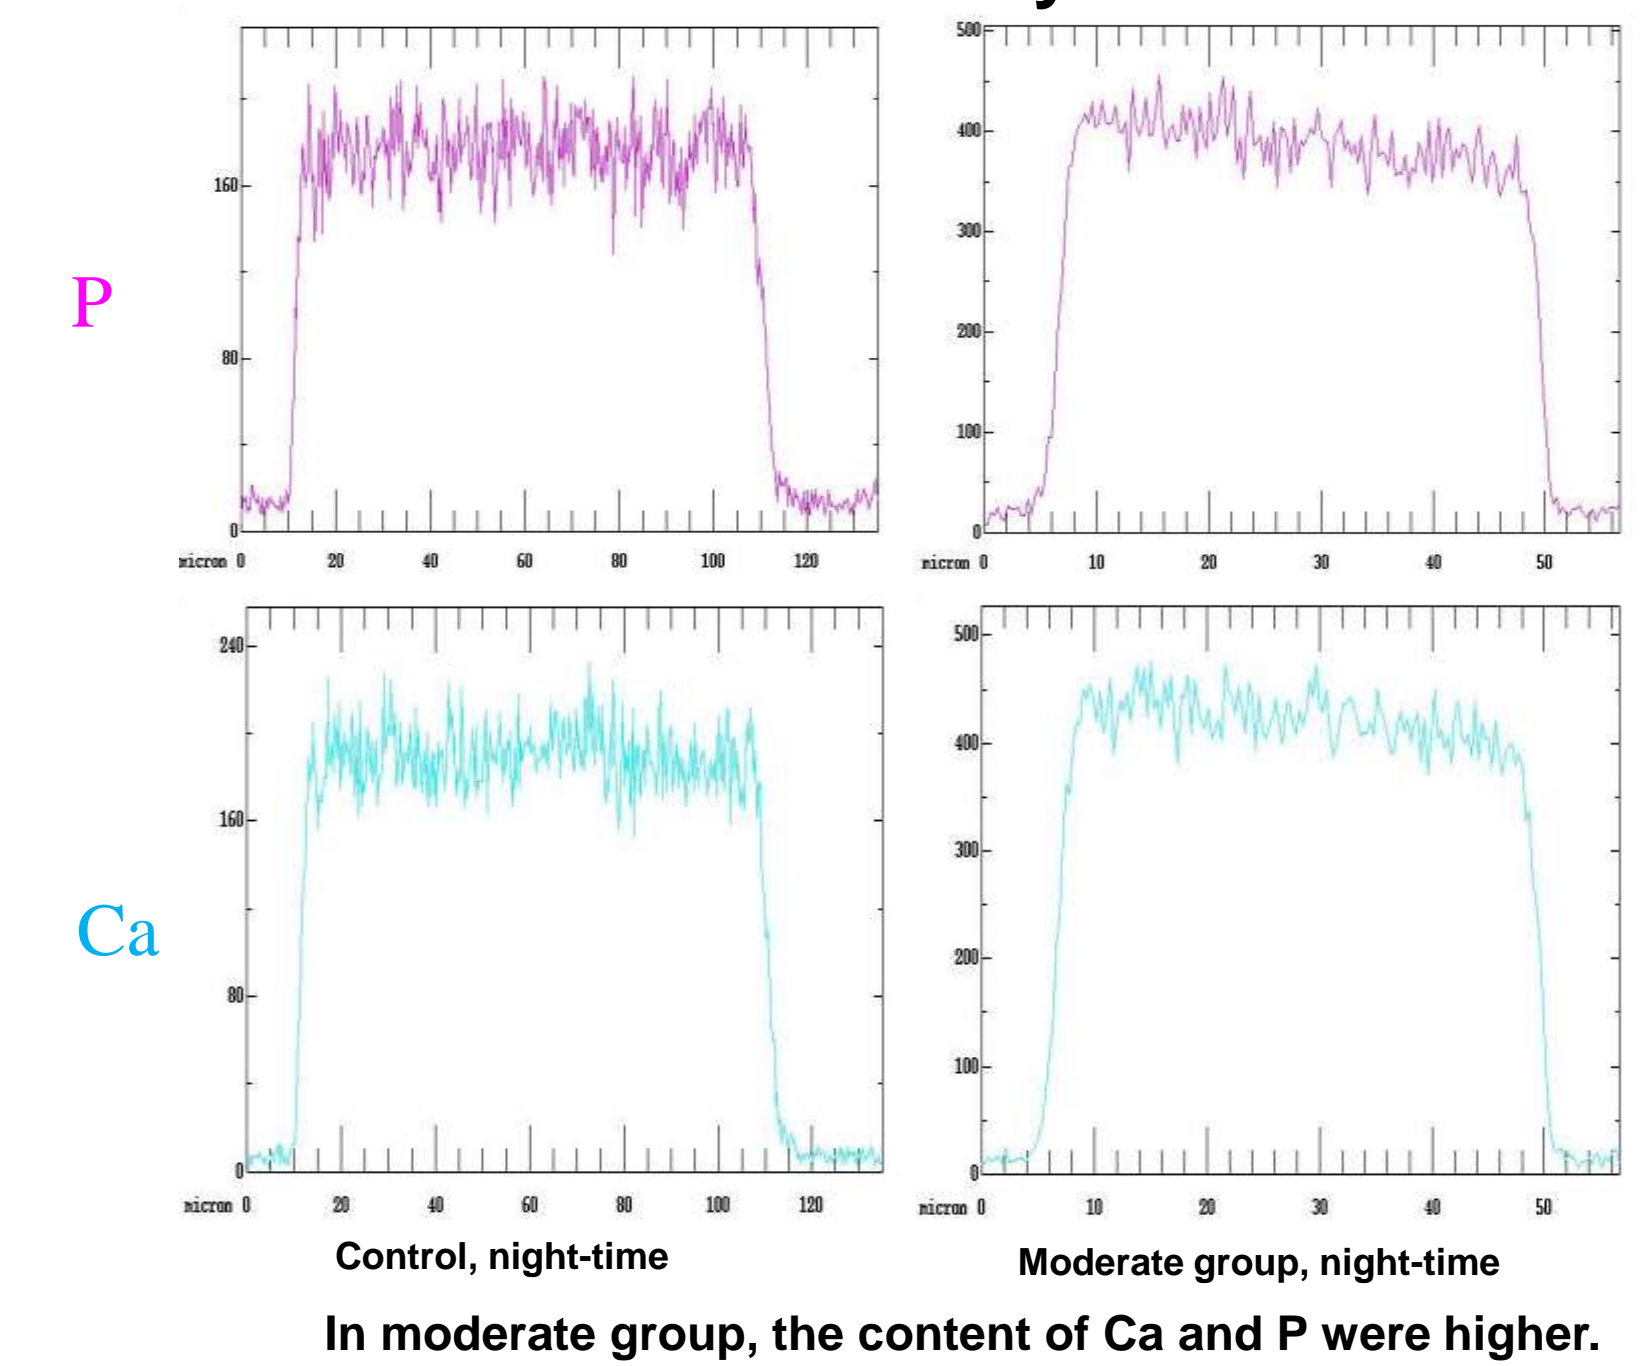 y
500
400
160
300
P
200
80
100
0
0
micron 0 20 40 60 80 100 120
micron 0 10 20 30 40 50
240
500
400
160
300
Ca
200
80
100
0
0
micron 0 20 40 60 80 100 120
micron 0 10 20 30 40 50
Control, night-time
Moderate group, night-time
In moderate group, the content of Ca and P were higher.